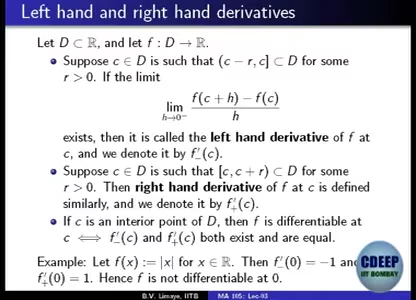 Left hand and right hand derivatives
Let D ⊂ ℝ, and let f : D → ℝ.
• Suppose c ∈ D is such that (c − r, c] ⊂ D for some
r > 0. If the limit
lim h→0⁻ f(c + h) − f(c) / h
exists, then it is called the left hand derivative of f at
c, and we denote it by f′₋(c).
• Suppose c ∈ D is such that [c, c + r) ⊂ D for some
r > 0. Then right hand derivative of f at c is defined
similarly, and we denote it by f′₊(c).
• If c is an interior point of D, then f is differentiable at
c ⟺ f′₋(c) and f′₊(c) both exist and are equal.
Example: Let f(x) := |x| for x ∈ ℝ. Then f′₋(0) = −1 and
f′₊(0) = 1. Hence f is not differentiable at 0.
CDEEP
IIT BOMBAY
B.V. Limaye, IITB MA 105: Lec-03